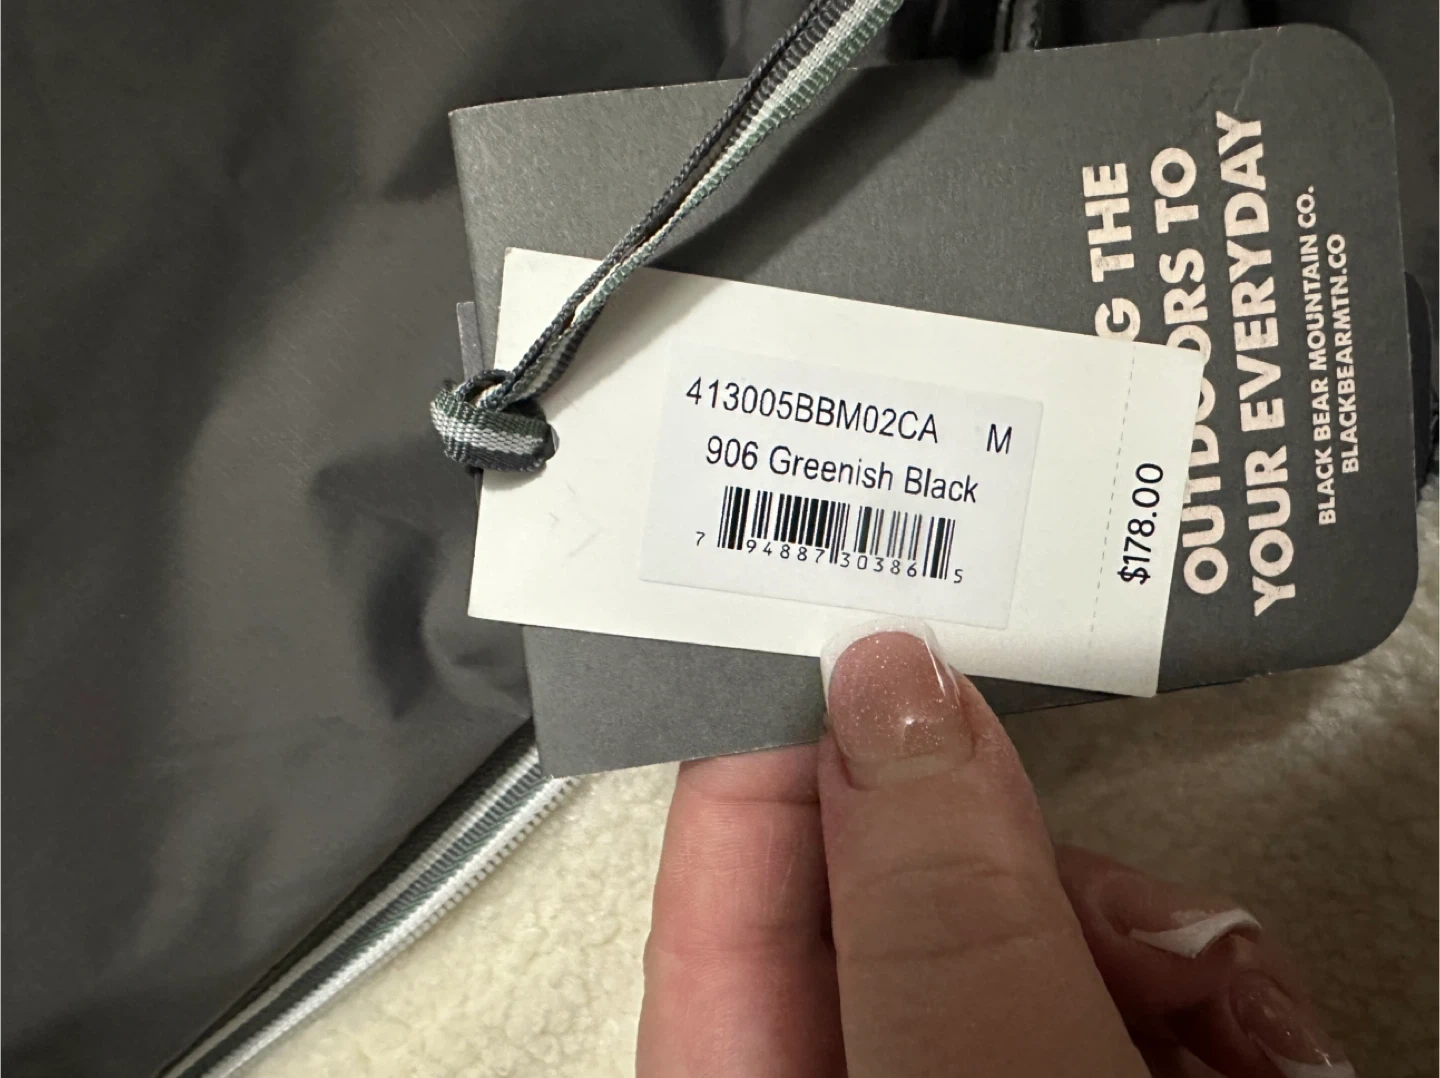 413005BBM02CA M
906 Greenish Black
7 94887 30386 5
$178.00
G THE
OUTDOORS TO
YOUR EVERYDAY
BLACK BEAR MOUNTAIN CO.
BLACKBEARMTN.CO